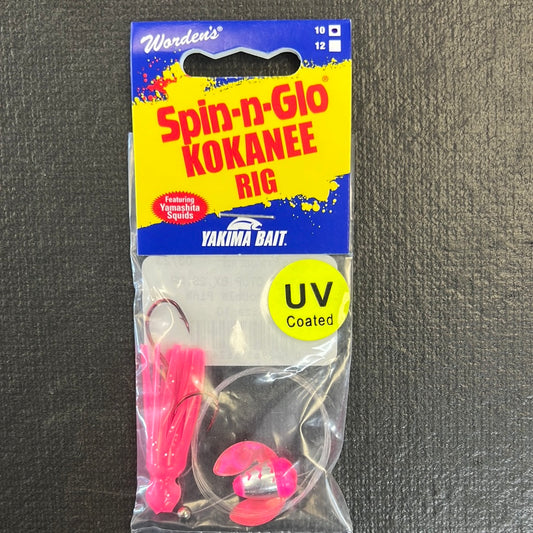 Worden's®
10
12
Spin-n-Glo®
KOKANEE
RIG
Featuring
Yamashita
Squids
YAKIMA BAIT
UV
Coated